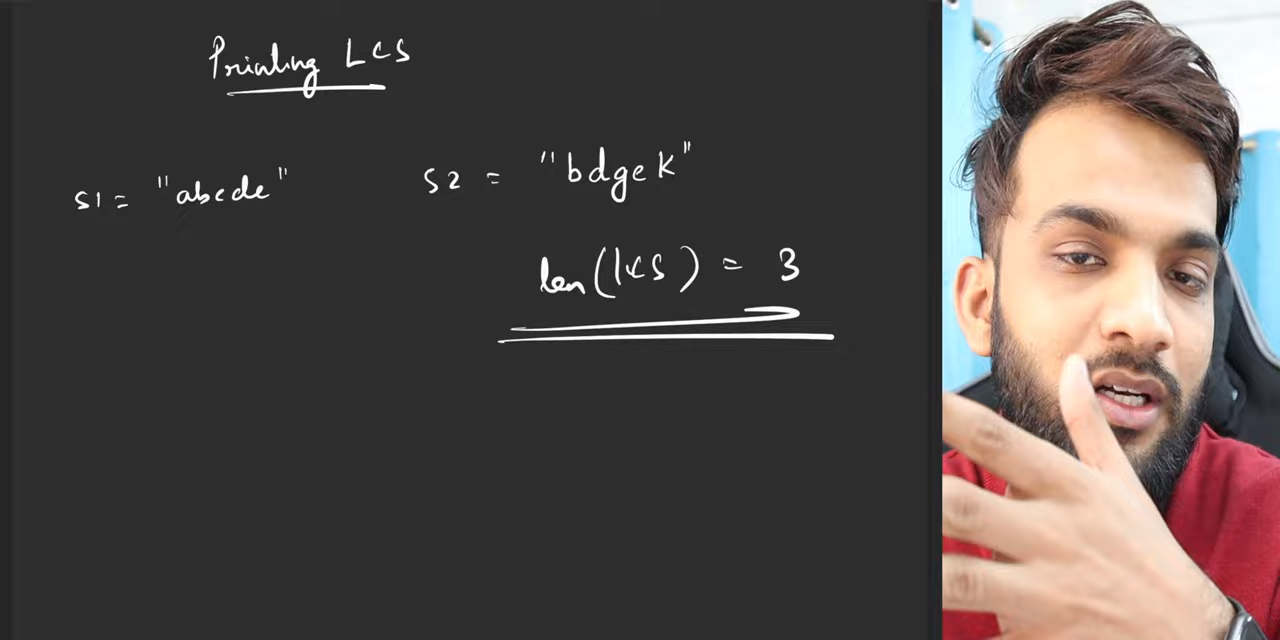 Printing LCS
S1 = "abcde" S2 = "bdgek"
len(lcs) = 3